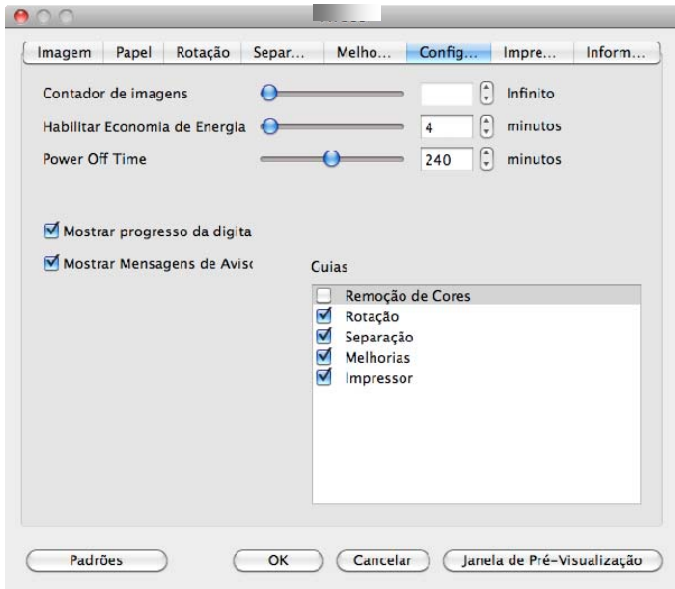 Imagem Papel Rotação Separ... Melho... Config... Impre... Inform...
Contador de imagens Infinito
Habilitar Economia de Energia 4 minutos
Power Off Time 240 minutos
Mostrar progresso da digita
Mostrar Mensagens de Aviso
Cuias
Remoção de Cores
Rotação
Separação
Melhorias
Impressor
Padrões OK Cancelar Janela de Pré-Visualização